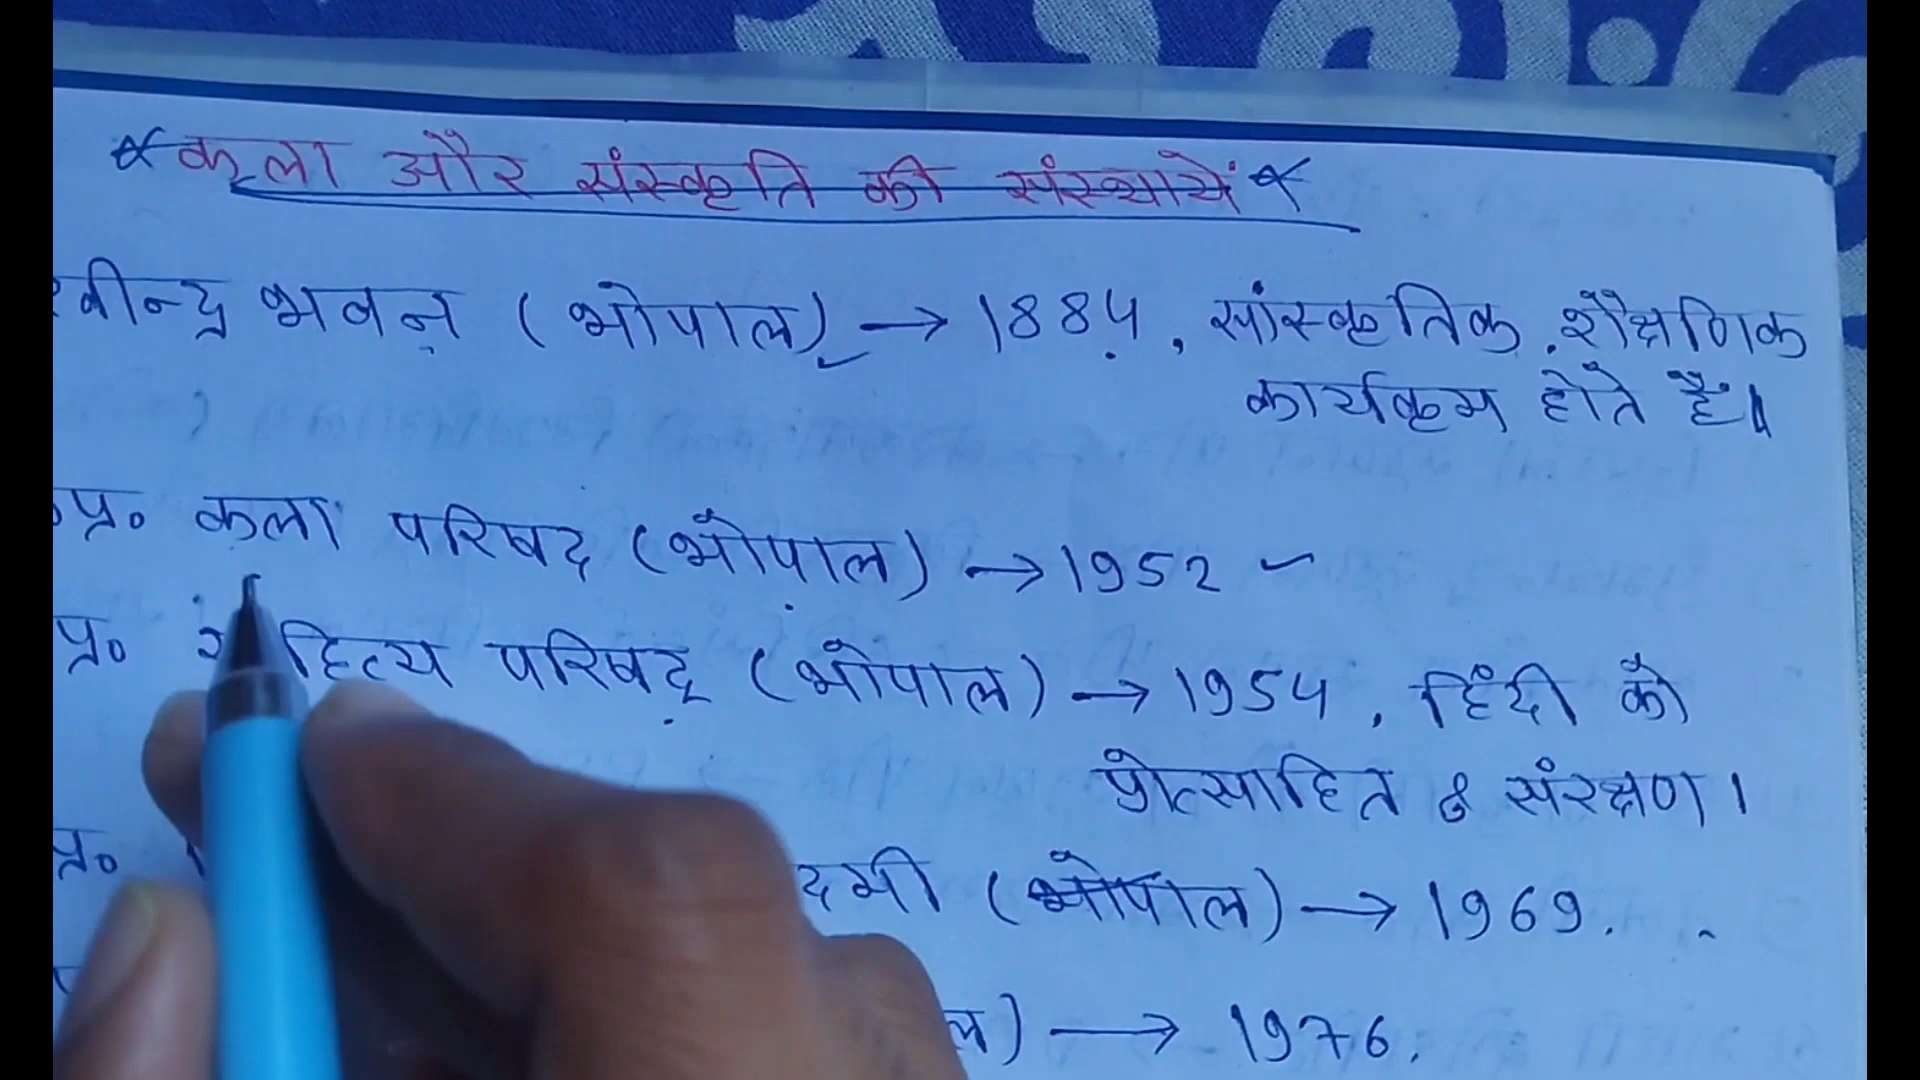 * कला और संस्कृति की संस्थायें *
रवीन्द्र भवन (भोपाल) → 1884, सांस्कृतिक, शैक्षणिक
कार्यक्रम होते हैं।
प्र० कला परिषद (भोपाल) → 1952
प्र० साहित्य परिषद् (भोपाल) → 1954, हिंदी को
प्रोत्साहित & संरक्षण।
प्र० दमी (भोपाल) → 1969.
ल) → 1976.